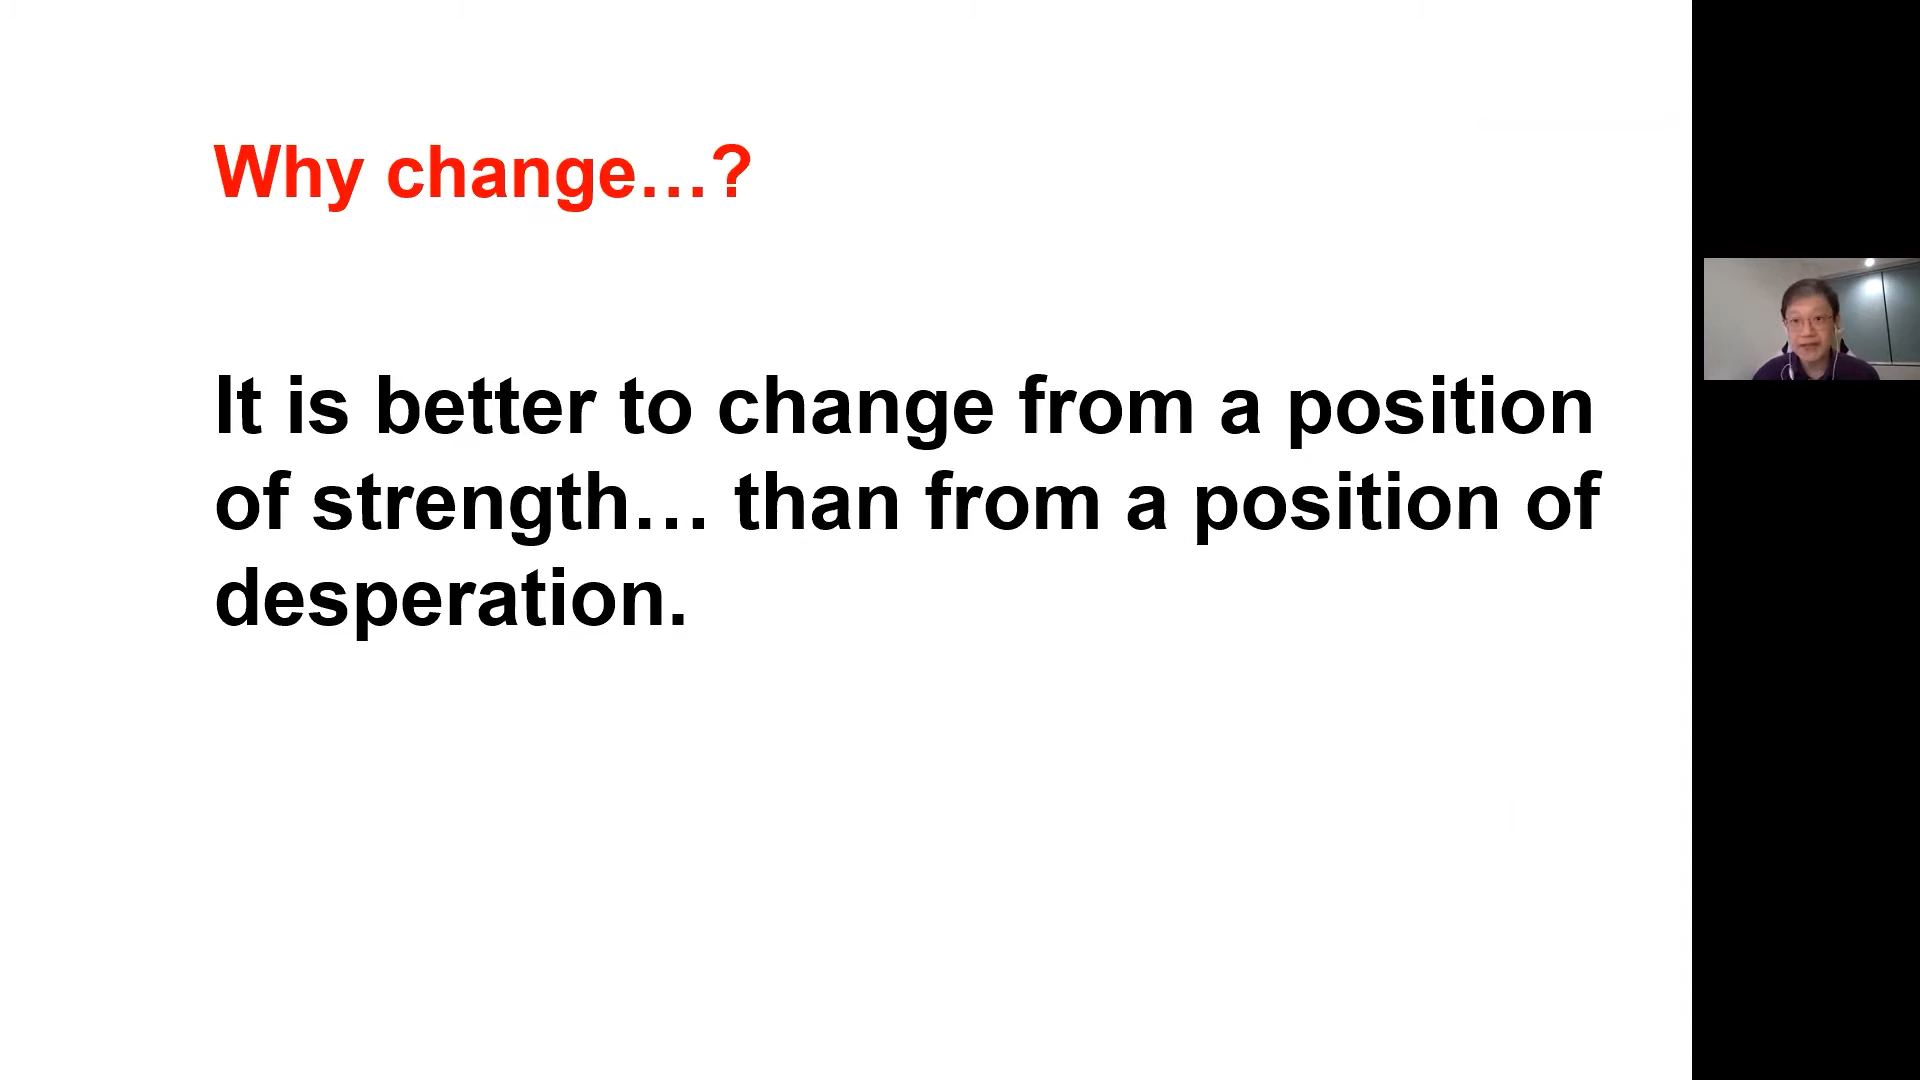 Why change…?
It is better to change from a position
of strength… than from a position of
desperation.